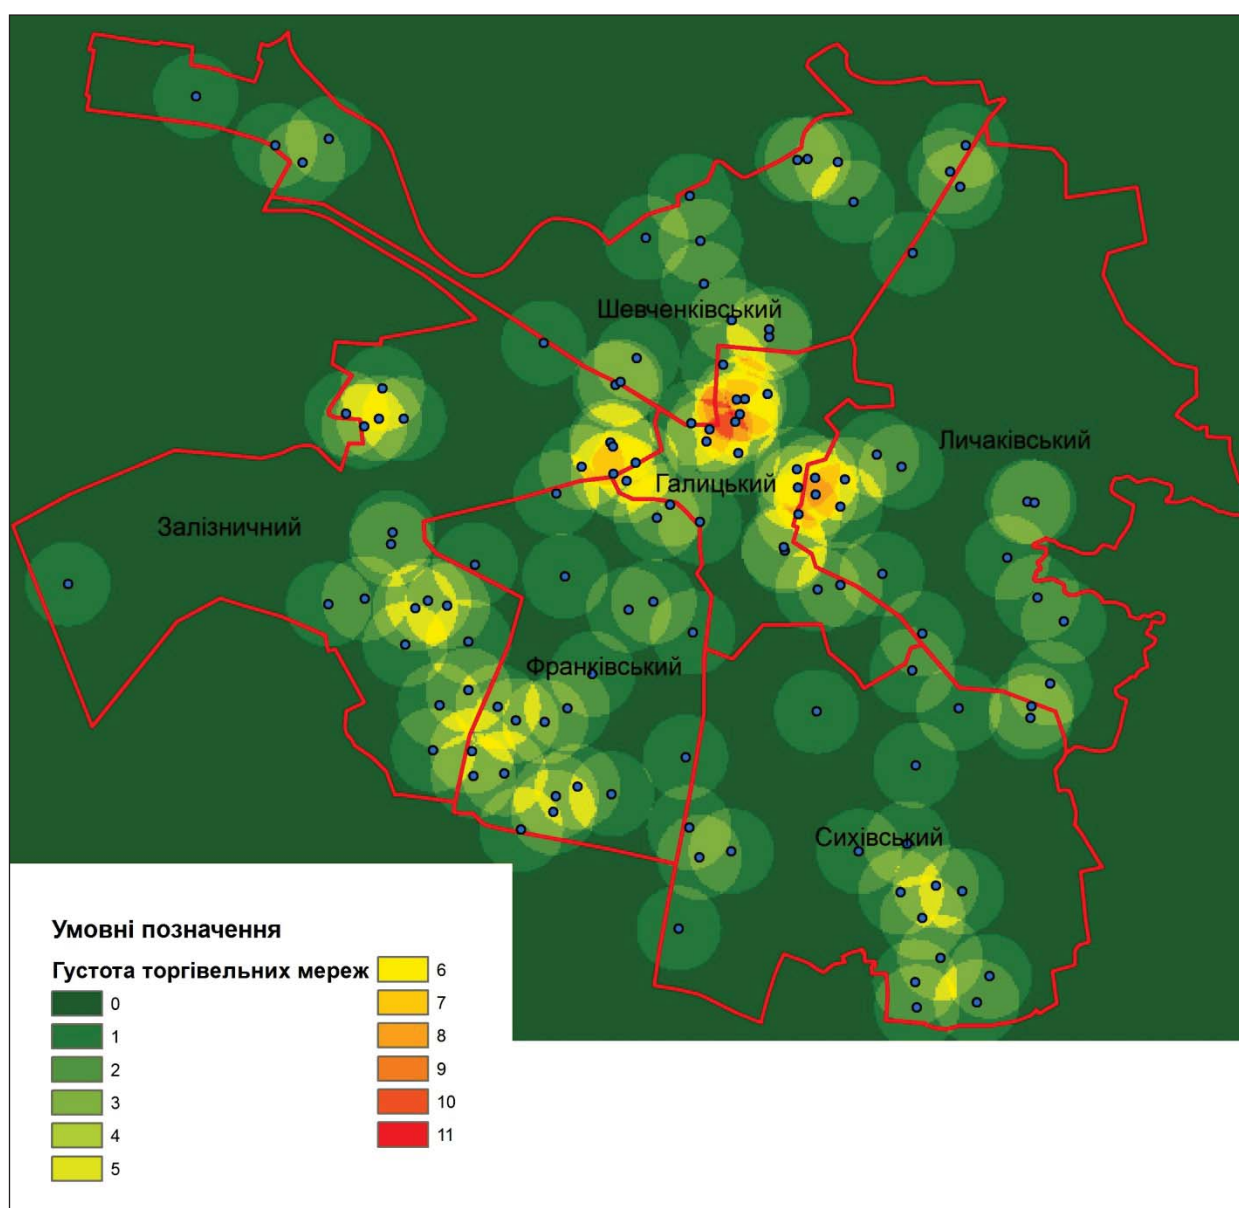 Шевченківський
Личаківський
Галицький
Залізничний
Франківський
Сихівський
Умовні позначення
Густота торгівельних мереж
0
1
2
3
4
5
6
7
8
9
10
11